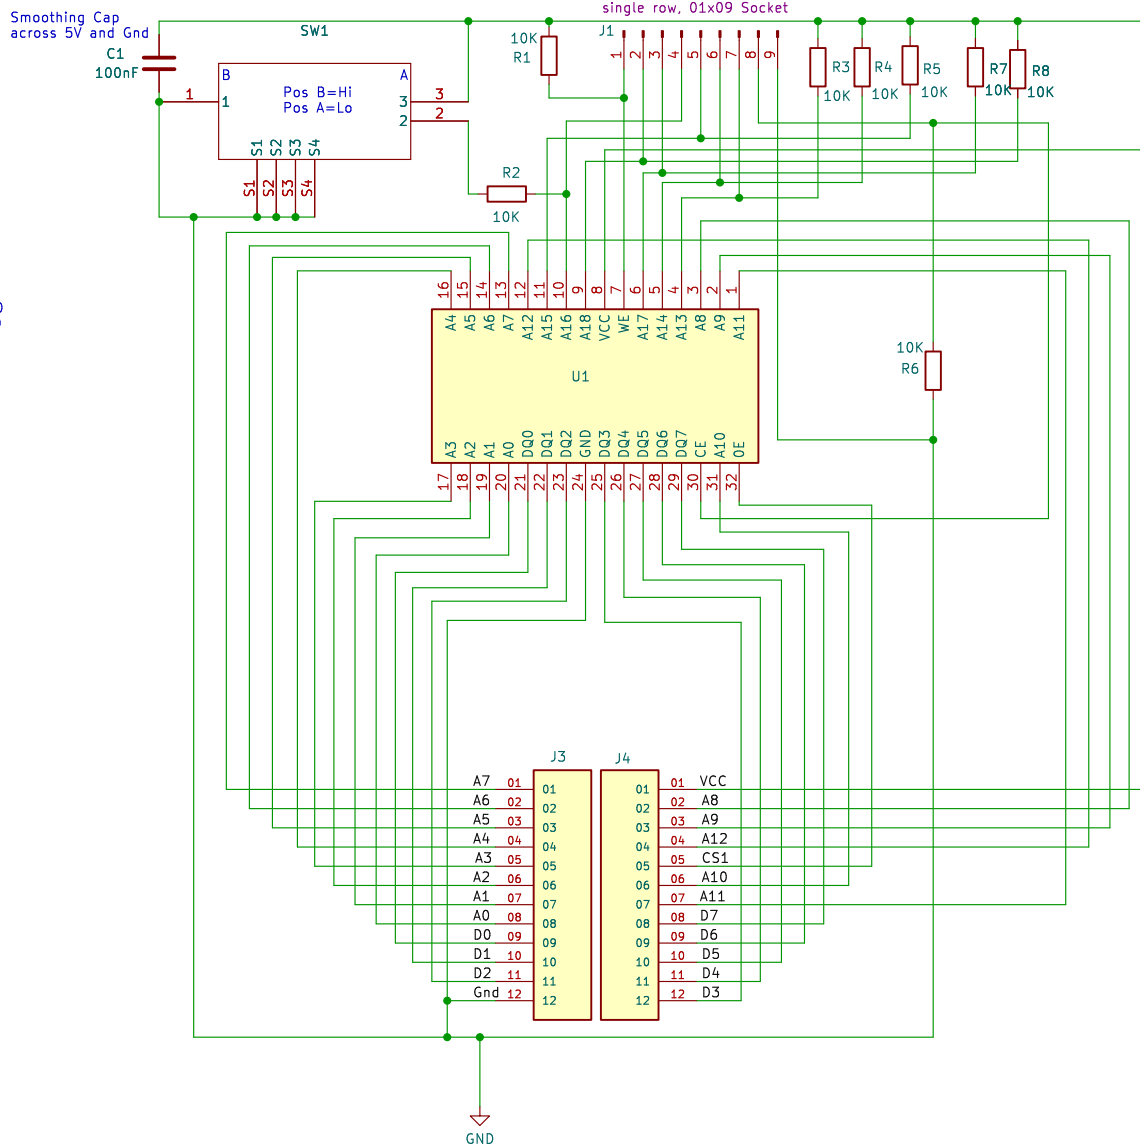 single row, 01x09 Socket
Smoothing Cap
across 5V and Gnd
C1
100nF
SW1
B
A
Pos B=Hi
Pos A=Lo
1
1
3
3
2
2
S1
S2
S3
S4
S1
S2
S3
S4
10K
R1
J1
1
2
3
4
5
6
7
8
9
R3
10K
R4
10K
R5
10K
R7
10K
R8
10K
R2
10K
16
15
14
13
12
11
10
9
8
7
6
5
4
3
2
1
A4
A5
A6
A7
A12
A15
A16
A18
VCC
WE
A17
A14
A13
A8
A9
A11
U1
10K
R6
A3
A2
A1
A0
DQ0
DQ1
DQ2
GND
DQ3
DQ4
DQ5
DQ6
DQ7
CE
A10
OE
17
18
19
20
21
22
23
24
25
26
27
28
29
30
31
32
J3
J4
A7 01 01 01 01 VCC
A6 02 02 02 02 A8
A5 03 03 03 03 A9
A4 04 04 04 04 A12
A3 05 05 05 05 CS1
A2 06 06 06 06 A10
A1 07 07 07 07 A11
A0 08 08 08 08 D7
D0 09 09 09 09 D6
D1 10 10 10 10 D5
D2 11 11 11 11 D4
Gnd 12 12 12 12 D3
GND